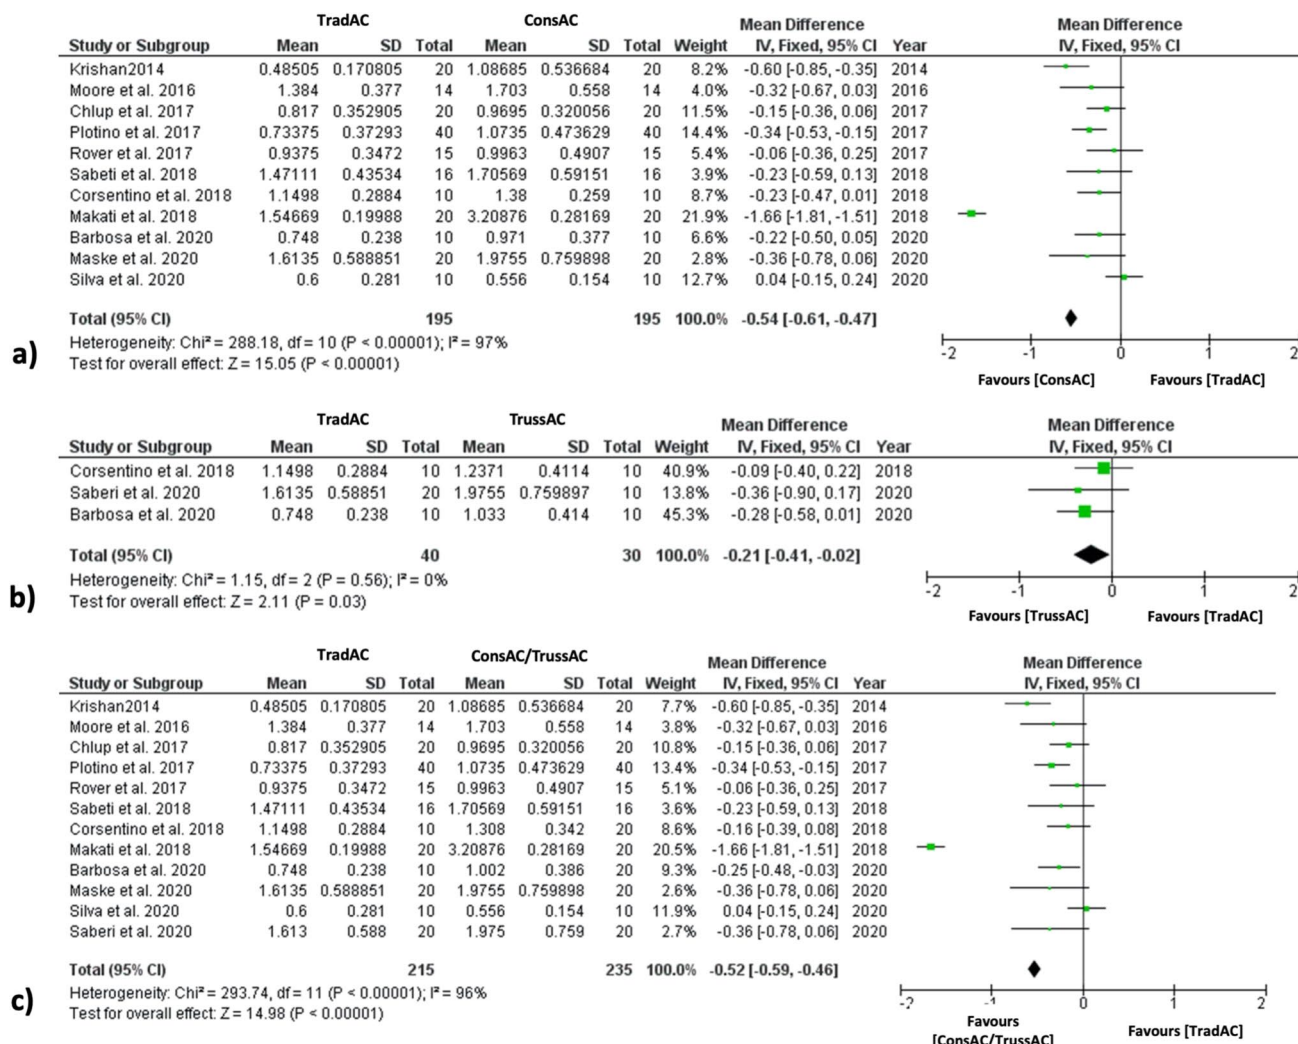 TradAC ConsAC Mean Difference Mean Difference
Study or Subgroup Mean SD Total Mean SD Total Weight IV, Fixed, 95% CI Year IV, Fixed, 95% CI
Krishan2014 0.48505 0.170805 20 1.08685 0.536684 20 8.2% -0.60 [-0.85, -0.35] 2014
Moore et al. 2016 1.384 0.377 14 1.703 0.558 14 4.0% -0.32 [-0.67, 0.03] 2016
Chlup et al. 2017 0.817 0.352905 20 0.9695 0.320056 20 11.5% -0.15 [-0.36, 0.06] 2017
Plotino et al. 2017 0.73375 0.37293 40 1.0735 0.473629 40 14.4% -0.34 [-0.53, -0.15] 2017
Rover et al. 2017 0.9375 0.3472 15 0.9963 0.4907 15 5.4% -0.06 [-0.36, 0.25] 2017
Sabeti et al. 2018 1.47111 0.43534 16 1.70569 0.59151 16 3.9% -0.23 [-0.59, 0.13] 2018
Corsentino et al. 2018 1.1498 0.2884 10 1.38 0.259 10 8.7% -0.23 [-0.47, 0.01] 2018
Makati et al. 2018 1.54669 0.19988 20 3.20876 0.28169 20 21.9% -1.66 [-1.81, -1.51] 2018
Barbosa et al. 2020 0.748 0.238 10 0.971 0.377 10 6.6% -0.22 [-0.50, 0.05] 2020
Maske et al. 2020 1.6135 0.588851 20 1.9755 0.759898 20 2.8% -0.36 [-0.78, 0.06] 2020
Silva et al. 2020 0.6 0.281 10 0.556 0.154 10 12.7% 0.04 [-0.15, 0.24] 2020
Total (95% CI) 195 195 100.0% -0.54 [-0.61, -0.47]
Heterogeneity: Chi² = 288.18, df = 10 (P < 0.00001); I² = 97%
Test for overall effect: Z = 15.05 (P < 0.00001)
-2 -1 0 1 2
a)
Favours [ConsAC] Favours [TradAC]
TradAC TrussAC Mean Difference Mean Difference
Study or Subgroup Mean SD Total Mean SD Total Weight IV, Fixed, 95% CI Year IV, Fixed, 95% CI
Corsentino et al. 2018 1.1498 0.2884 10 1.2371 0.4114 10 40.9% -0.09 [-0.40, 0.22] 2018
Saberi et al. 2020 1.6135 0.58851 20 1.9755 0.759897 10 13.8% -0.36 [-0.90, 0.17] 2020
Barbosa et al. 2020 0.748 0.238 10 1.033 0.414 10 45.3% -0.28 [-0.58, 0.01] 2020
Total (95% CI) 40 30 100.0% -0.21 [-0.41, -0.02]
Heterogeneity: Chi² = 1.15, df = 2 (P = 0.56); I² = 0%
Test for overall effect: Z = 2.11 (P = 0.03)
-2 -1 0 1 2
b)
Favours [TrussAC] Favours [TradAC]
TradAC ConsAC/TrussAC Mean Difference Mean Difference
Study or Subgroup Mean SD Total Mean SD Total Weight IV, Fixed, 95% CI Year IV, Fixed, 95% CI
Krishan2014 0.48505 0.170805 20 1.08685 0.536684 20 7.7% -0.60 [-0.85, -0.35] 2014
Moore et al. 2016 1.384 0.377 14 1.703 0.558 14 3.8% -0.32 [-0.67, 0.03] 2016
Chlup et al. 2017 0.817 0.352905 20 0.9695 0.320056 20 10.8% -0.15 [-0.36, 0.06] 2017
Plotino et al. 2017 0.73375 0.37293 40 1.0735 0.473629 40 13.4% -0.34 [-0.53, -0.15] 2017
Rover et al. 2017 0.9375 0.3472 15 0.9963 0.4907 15 5.1% -0.06 [-0.36, 0.25] 2017
Sabeti et al. 2018 1.47111 0.43534 16 1.70569 0.59151 16 3.6% -0.23 [-0.59, 0.13] 2018
Corsentino et al. 2018 1.1498 0.2884 10 1.308 0.342 20 8.6% -0.16 [-0.39, 0.08] 2018
Makati et al. 2018 1.54669 0.19988 20 3.20876 0.28169 20 20.5% -1.66 [-1.81, -1.51] 2018
Barbosa et al. 2020 0.748 0.238 10 1.002 0.386 20 9.3% -0.25 [-0.48, -0.03] 2020
Maske et al. 2020 1.6135 0.588851 20 1.9755 0.759898 20 2.6% -0.36 [-0.78, 0.06] 2020
Silva et al. 2020 0.6 0.281 10 0.556 0.154 10 11.9% 0.04 [-0.15, 0.24] 2020
Saberi et al. 2020 1.613 0.588 20 1.975 0.759 20 2.7% -0.36 [-0.78, 0.06] 2020
Total (95% CI) 215 235 100.0% -0.52 [-0.59, -0.46]
Heterogeneity: Chi² = 293.74, df = 11 (P < 0.00001); I² = 96%
Test for overall effect: Z = 14.98 (P < 0.00001)
-2 -1 0 1 2
c)
Favours
[ConsAC/TrussAC] Favours [TradAC]